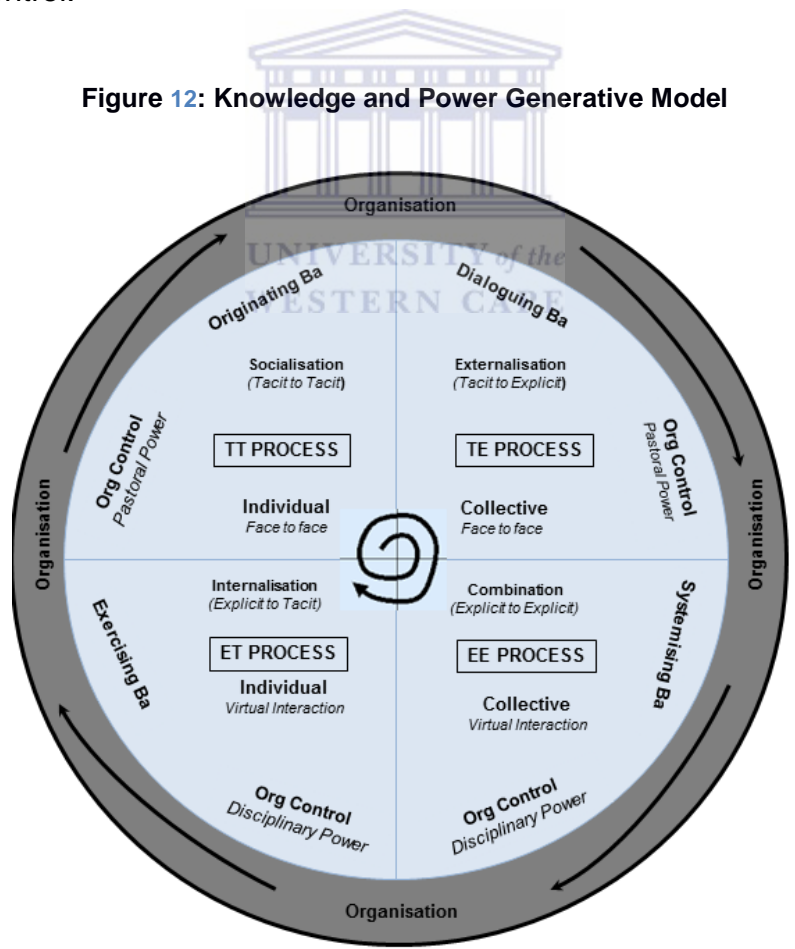 Figure 12: Knowledge and Power Generative Model
Organisation
UNIVERSITY of the
WESTERN CAPE
Originating Ba
Socialisation
(Tacit to Tacit)
TT PROCESS
Individual
Face to face
Org Control
Pastoral Power
Dialoguing Ba
Externalisation
(Tacit to Explicit)
TE PROCESS
Collective
Face to face
Org Control
Pastoral Power
Organisation
Organisation
Internalisation
(Explicit to Tacit)
ET PROCESS
Individual
Virtual Interaction
Exercising Ba
Org Control
Disciplinary Power
Combination
(Explicit to Explicit)
EE PROCESS
Collective
Virtual Interaction
Systemising Ba
Org Control
Disciplinary Power
Organisation